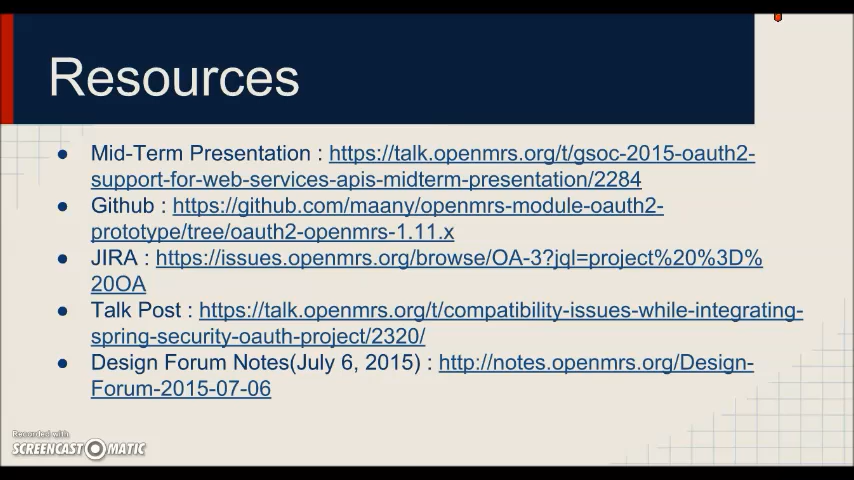 Resources
● Mid-Term Presentation : https://talk.openmrs.org/t/gsoc-2015-oauth2-
support-for-web-services-apis-midterm-presentation/2284
● Github : https://github.com/maany/openmrs-module-oauth2-
prototype/tree/oauth2-openmrs-1.11.x
● JIRA : https://issues.openmrs.org/browse/OA-3?jql=project%20%3D%
20OA
● Talk Post : https://talk.openmrs.org/t/compatibility-issues-while-integrating-
spring-security-oauth-project/2320/
● Design Forum Notes(July 6, 2015) : http://notes.openmrs.org/Design-
Forum-2015-07-06
Recorded with
SCREENCAST-O-MATIC